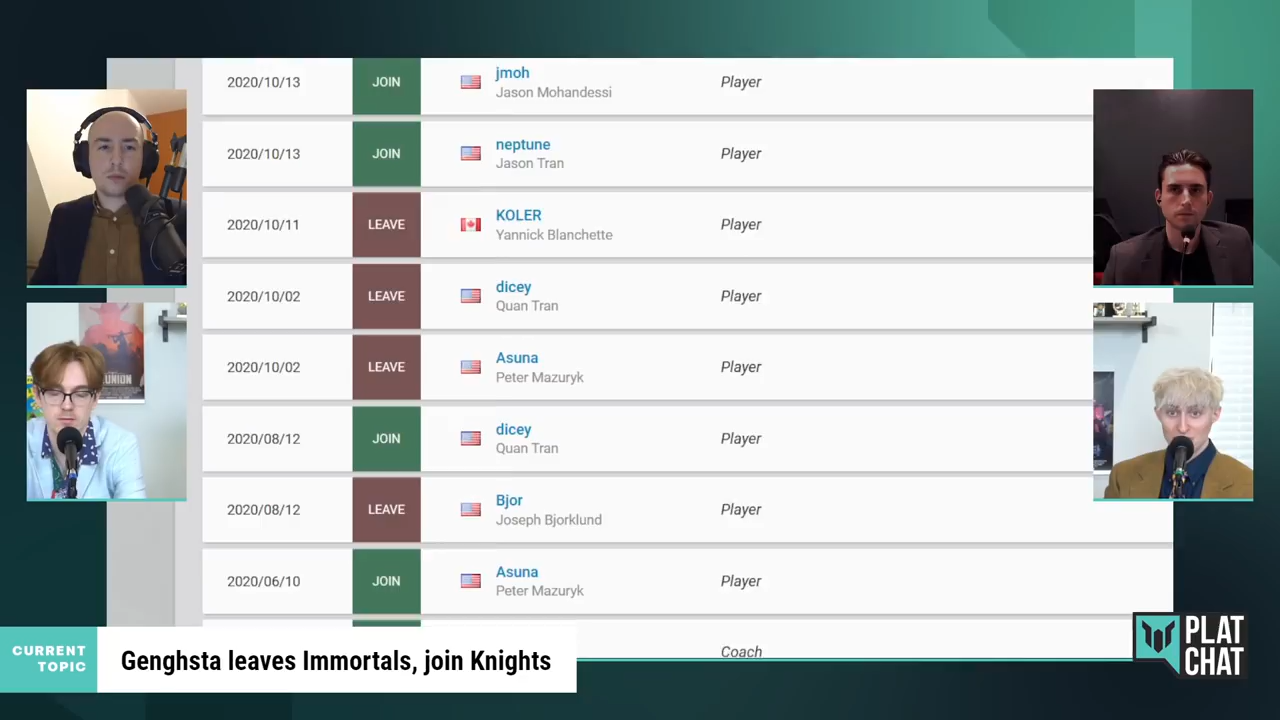 2020/10/13 JOIN jmoh Player
Jason Mohandessi
2020/10/13 JOIN neptune Player
Jason Tran
2020/10/11 LEAVE KOLER Player
Yannick Blanchette
2020/10/02 LEAVE dicey Player
Quan Tran
2020/10/02 LEAVE Asuna Player
Peter Mazuryk
2020/08/12 JOIN dicey Player
Quan Tran
2020/08/12 LEAVE Bjor Player
Joseph Bjorklund
2020/06/10 JOIN Asuna Player
Peter Mazuryk
Coach
CURRENT
TOPIC
Genghsta leaves Immortals, join Knights
PLAT
CHAT